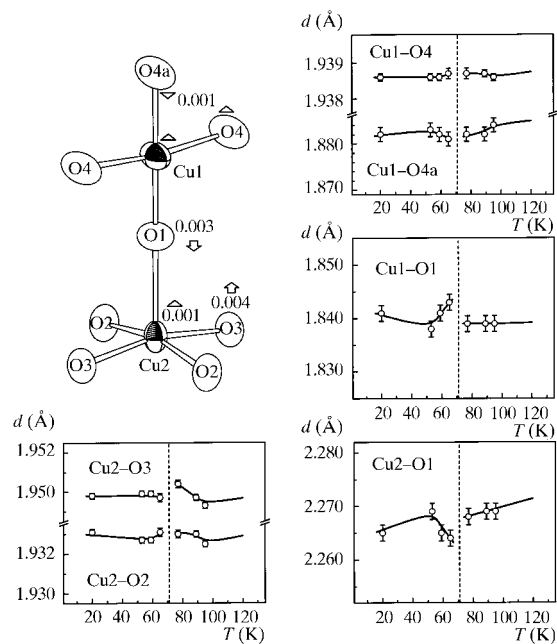 O4a
0.001
O4
O4
Cu1
O1
0.003
0.001
0.004
O2
O3
O3
Cu2
O2
d (Å)
1.939
1.938
1.880
1.870
Cu1–O4
Cu1–O4a
20 40 60 80 100 120
T (K)
d (Å)
1.850
1.840
1.830
Cu1–O1
20 40 60 80 100 120
T (K)
d (Å)
1.952
1.950
1.932
1.930
Cu2–O3
Cu2–O2
20 40 60 80 100 120
T (K)
d (Å)
2.280
2.270
2.260
Cu2–O1
20 40 60 80 100 120
T (K)